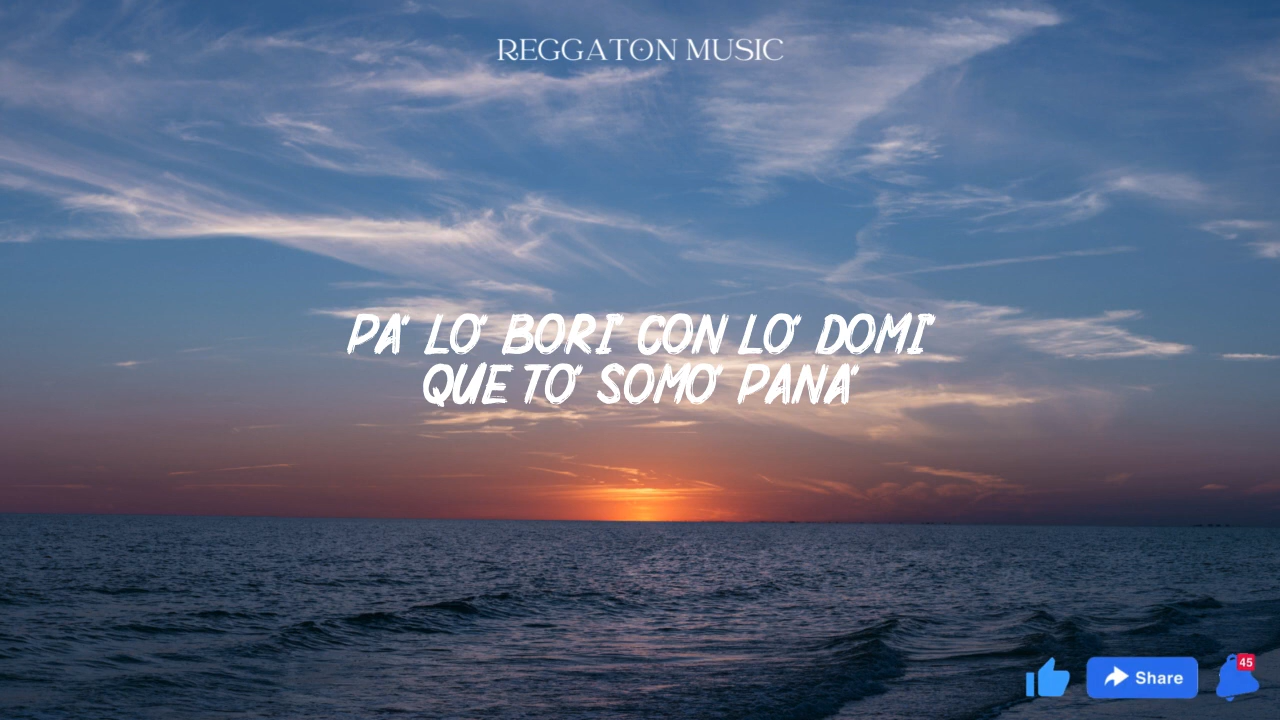 REGGATON MUSIC
PA' LO' BORI CON LO' DOMI'
QUE TO' SOMO' PANA'
Share
45